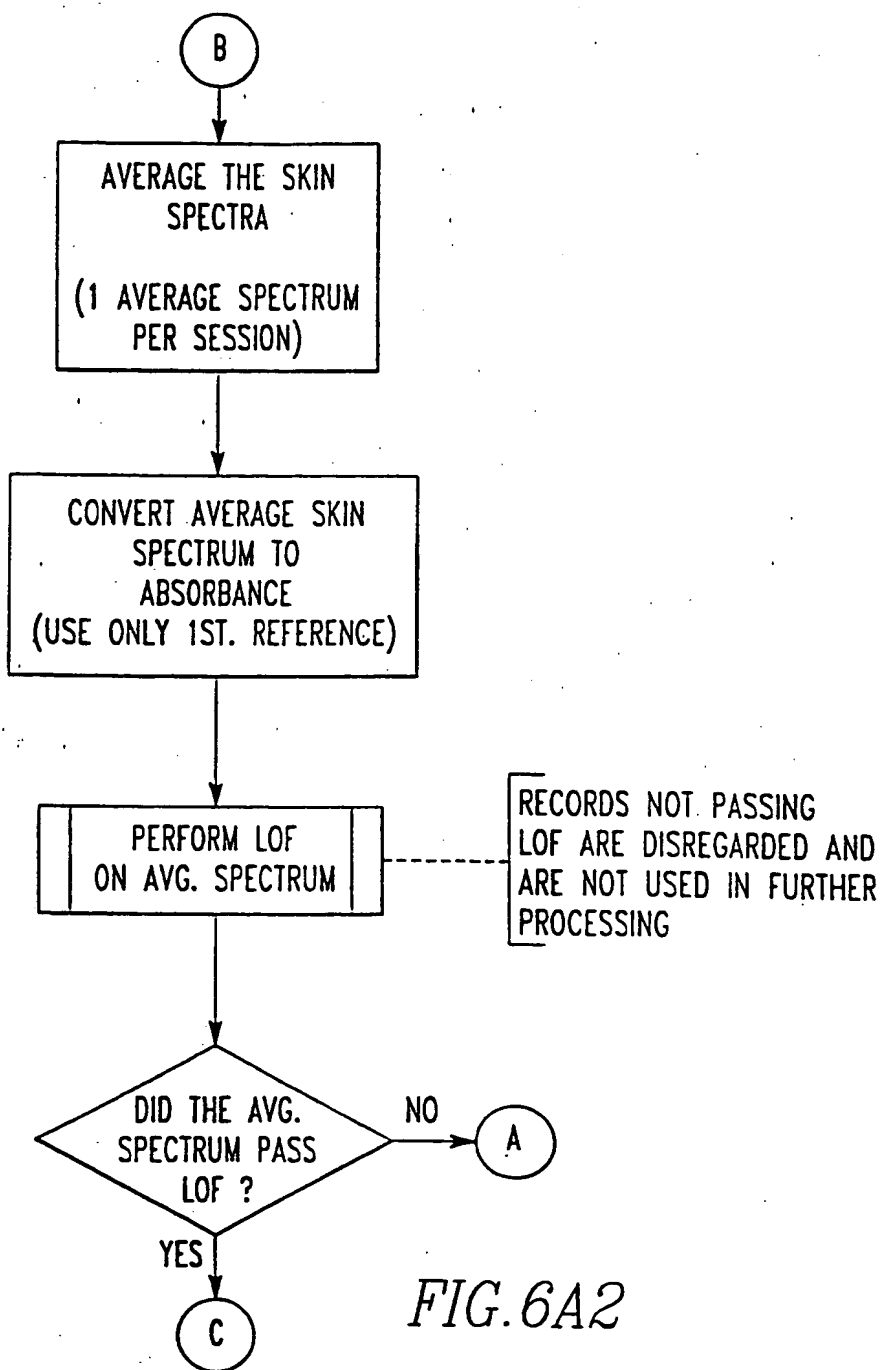 B
AVERAGE THE SKIN
SPECTRA
(1 AVERAGE SPECTRUM
PER SESSION)
CONVERT AVERAGE SKIN
SPECTRUM TO
ABSORBANCE
(USE ONLY 1ST. REFERENCE)
PERFORM LOF
ON AVG. SPECTRUM
RECORDS NOT PASSING
LOF ARE DISREGARDED AND
ARE NOT USED IN FURTHER
PROCESSING
DID THE AVG.
SPECTRUM PASS
LOF ?
NO
A
YES
C
FIG.6A2